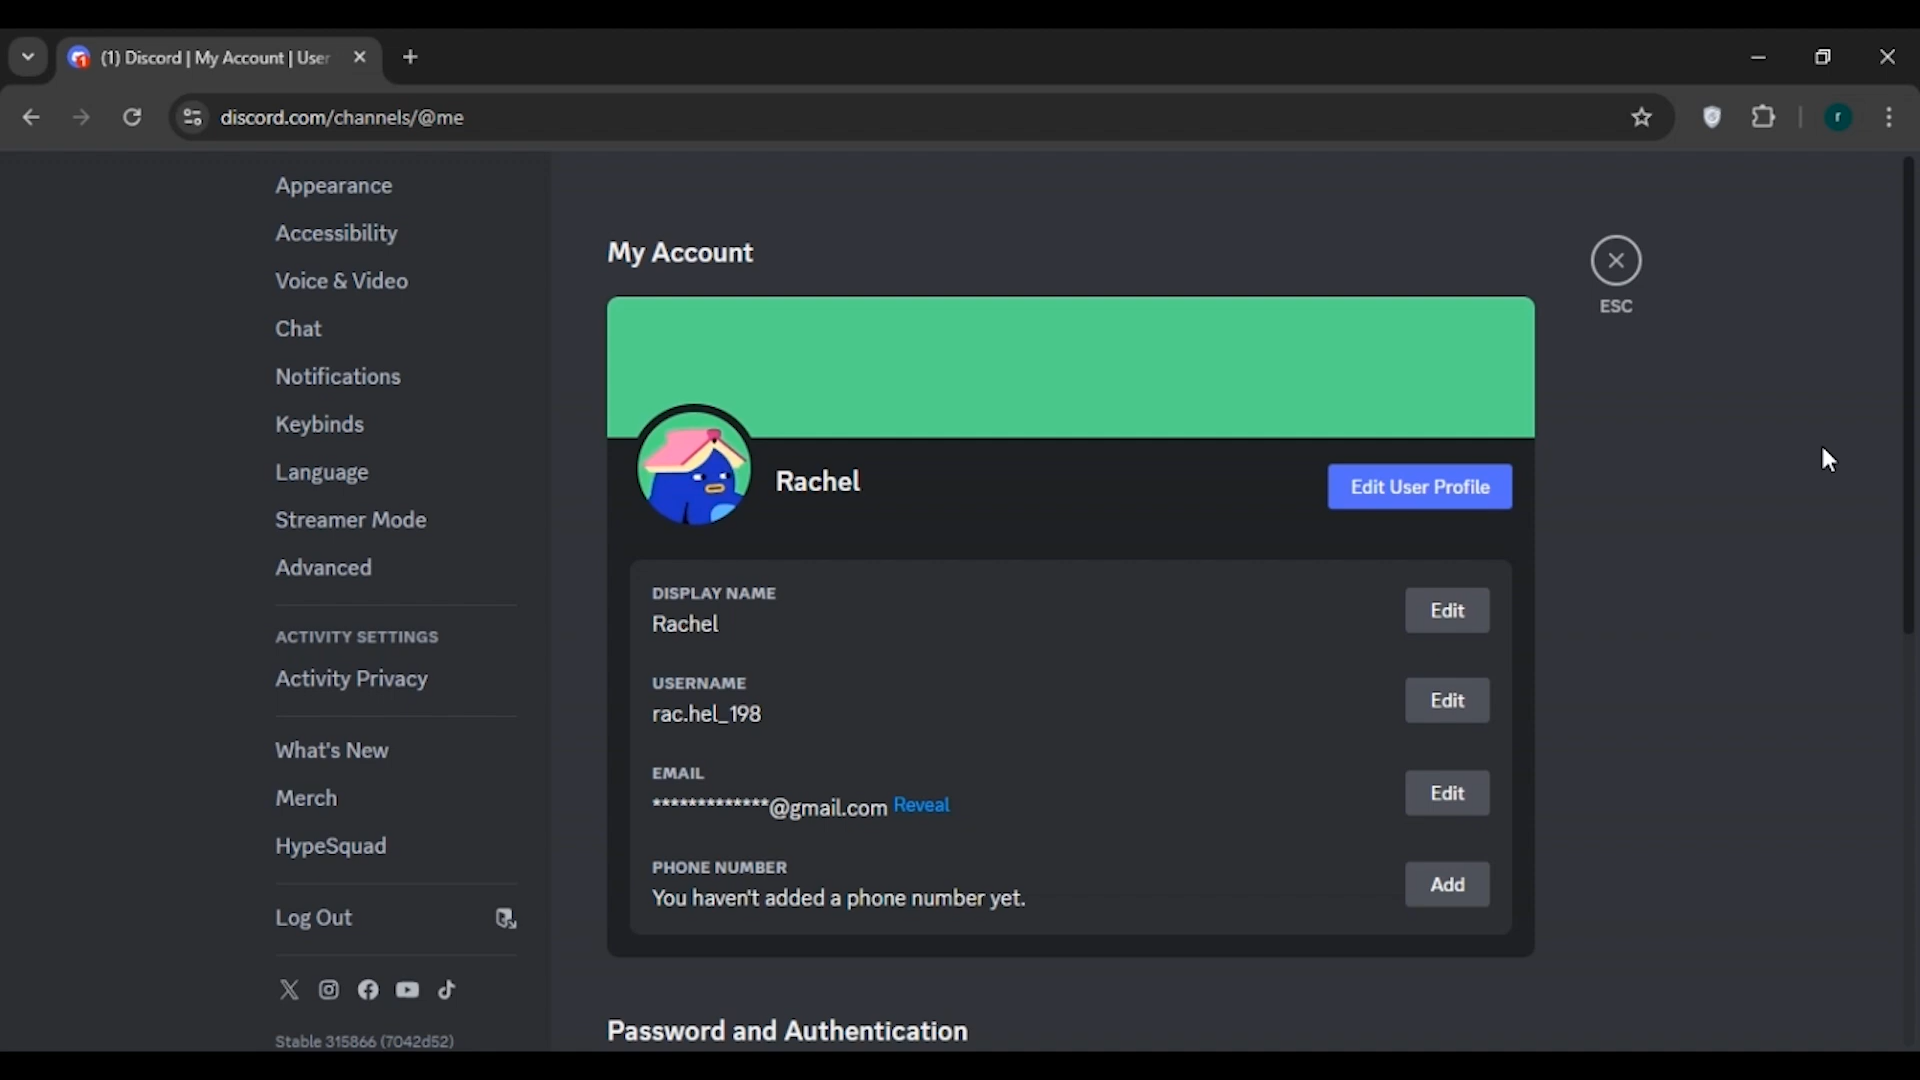 (1) Discord | My Account | User
discord.com/channels/@me
r
Appearance
Accessibility
Voice & Video
Chat
Notifications
Keybinds
Language
Streamer Mode
Advanced
ACTIVITY SETTINGS
Activity Privacy
What's New
Merch
HypeSquad
Log Out
Stable 315866 (7042d52)
My Account
ESC
Rachel
Edit User Profile
DISPLAY NAME
Rachel
Edit
USERNAME
rac.hel_198
Edit
EMAIL
*************@gmail.com Reveal
Edit
PHONE NUMBER
You haven't added a phone number yet.
Add
Password and Authentication